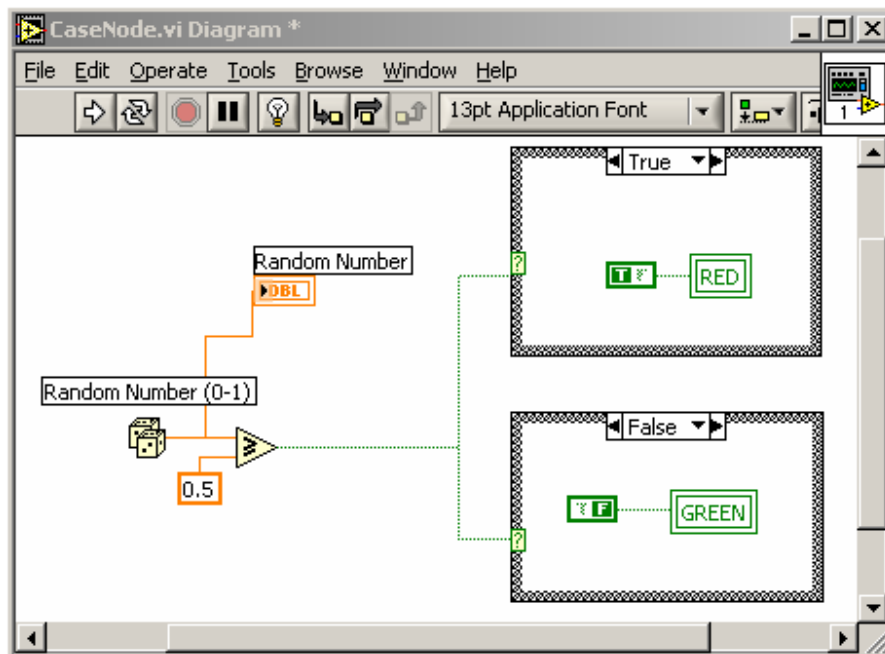 CaseNode.vi Diagram *
File Edit Operate Tools Browse Window Help
13pt Application Font
1
True
?
Random Number
DBL
T
RED
Random Number (0-1)
False
0.5
F
GREEN
?